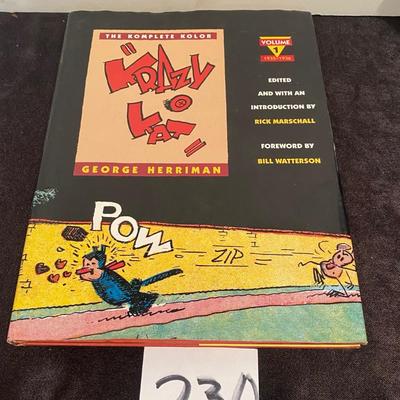 THE KOMPLETE KOLOR
"KRAZY
KAT"
GEORGE HERRIMAN
VOLUME
1
1935-1936
EDITED
AND WITH AN
INTRODUCTION BY
RICK MARSCHALL
FOREWORD BY
BILL WATTERSON
POW
ZIP